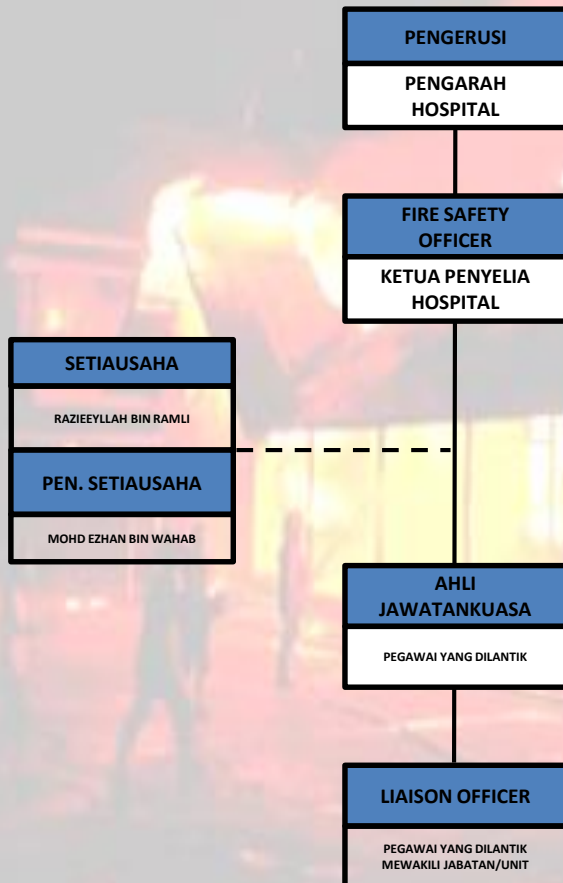 PENGERUSI
PENGARAH
HOSPITAL
FIRE SAFETY
OFFICER
KETUA PENYELIA
HOSPITAL
SETIAUSAHA
RAZIEEYLLAH BIN RAMLI
PEN. SETIAUSAHA
MOHD EZHAN BIN WAHAB
AHLI
JAWATANKUASA
PEGAWAI YANG DILANTIK
LIAISON OFFICER
PEGAWAI YANG DILANTIK
MEWAKILI JABATAN/UNIT